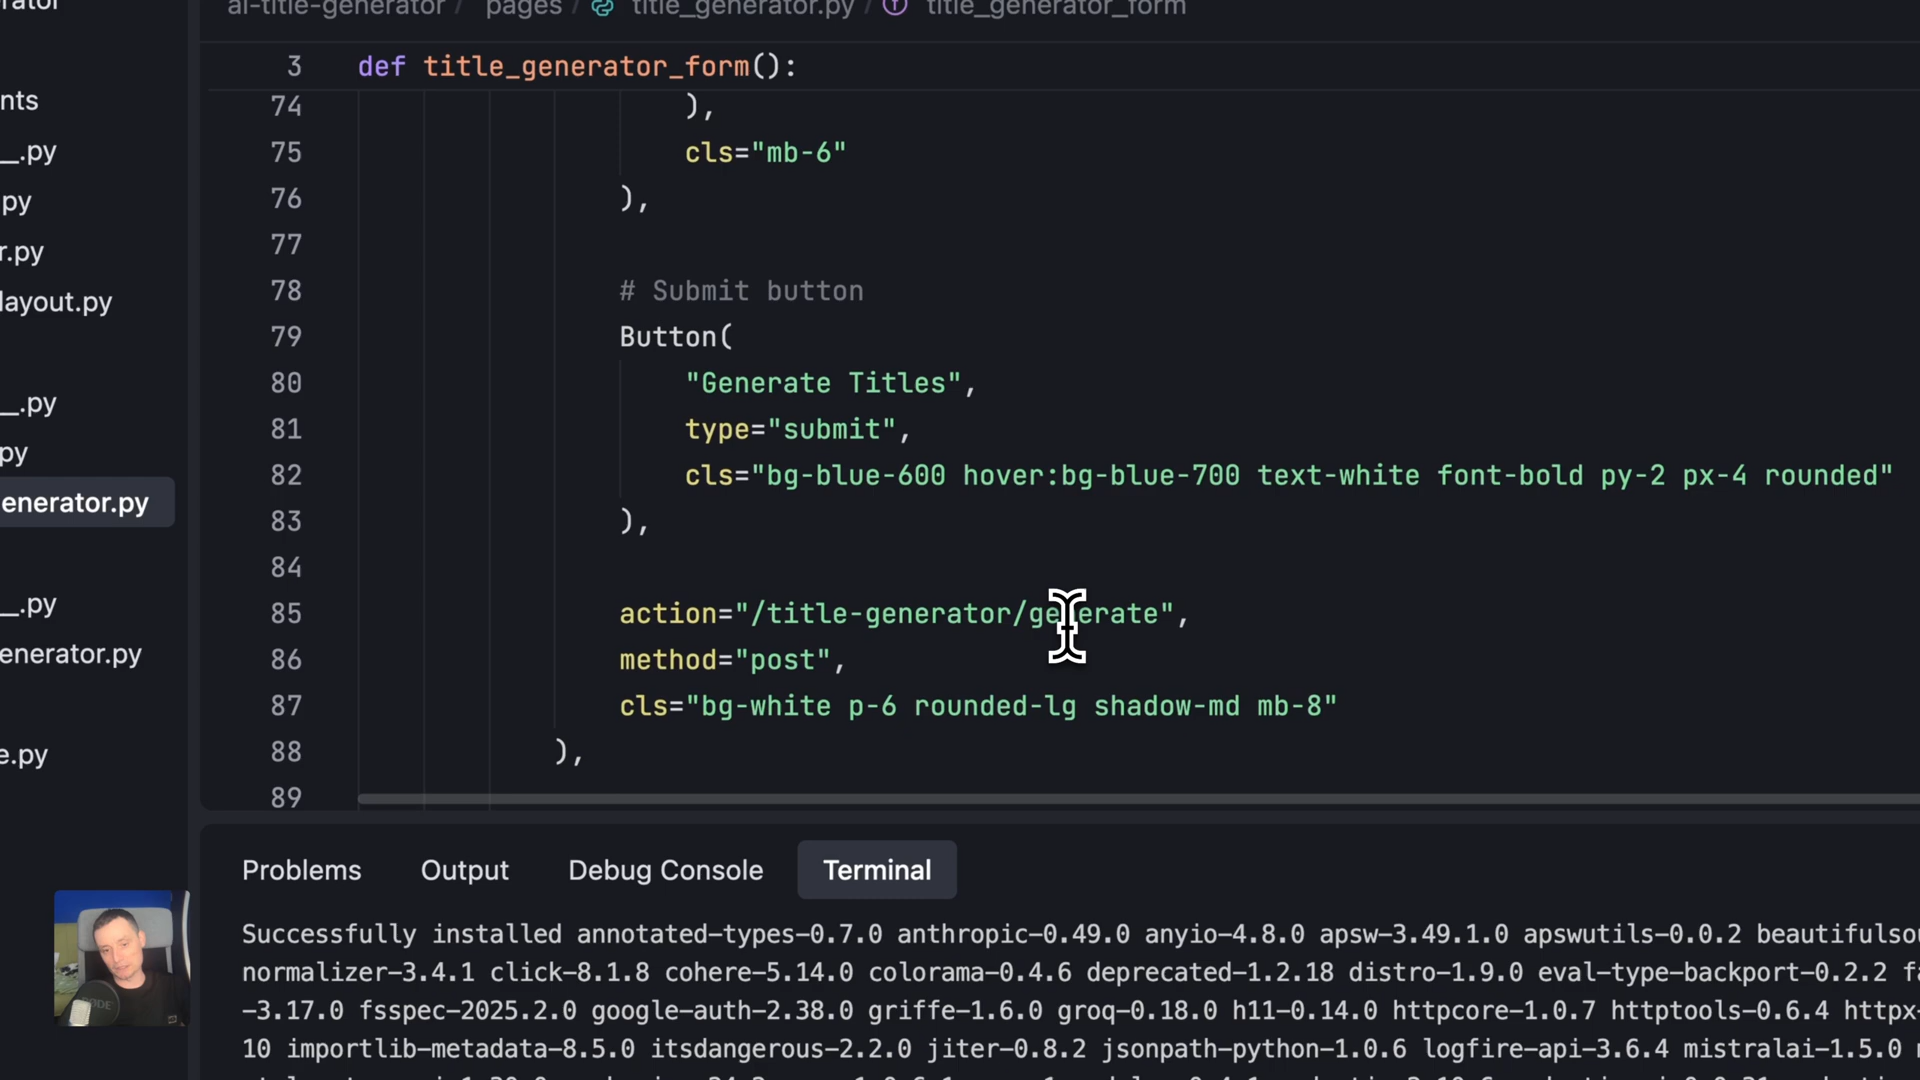 ai-title-generator / pages / title_generator.py / title_generator_form
3 def title_generator_form():
nts
__.py
py
r.py
layout.py
__.py
py
enerator.py
__.py
enerator.py
e.py
74 ),
75 cls="mb-6"
76 ),
77
78 # Submit button
79 Button(
80 "Generate Titles",
81 type="submit",
82 cls="bg-blue-600 hover:bg-blue-700 text-white font-bold py-2 px-4 rounded"
83 ),
84
85 action="/title-generator/generate",
86 method="post",
87 cls="bg-white p-6 rounded-lg shadow-md mb-8"
88 ),
89
Problems Output Debug Console Terminal
Successfully installed annotated-types-0.7.0 anthropic-0.49.0 anyio-4.8.0 apsw-3.49.1.0 apswutils-0.0.2 beautifulso
normalizer-3.4.1 click-8.1.8 cohere-5.14.0 colorama-0.4.6 deprecated-1.2.18 distro-1.9.0 eval-type-backport-0.2.2 f
-3.17.0 fsspec-2025.2.0 google-auth-2.38.0 griffe-1.6.0 groq-0.18.0 h11-0.14.0 httpcore-1.0.7 httptools-0.6.4 httpx-
10 importlib-metadata-8.5.0 itsdangerous-2.2.0 jiter-0.8.2 jsonpath-python-1.0.6 logfire-api-3.6.4 mistralai-1.5.0